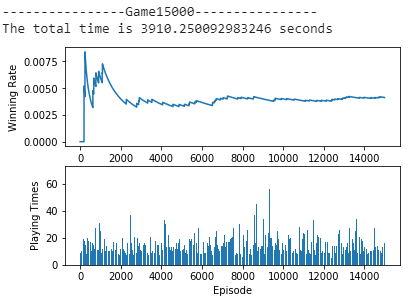 -----------------Game15000-----------------
The total time is 3910.250092983246 seconds
0.0075
0.0050
0.0025
0.0000
Winning Rate
0 2000 4000 6000 8000 10000 12000 14000
60
40
20
0
Playing Times
0 2000 4000 6000 8000 10000 12000 14000
Episode